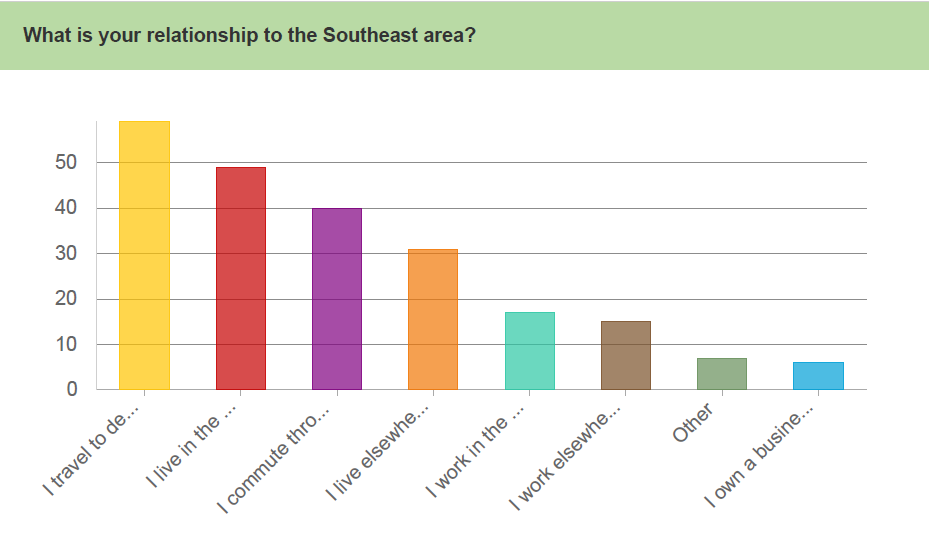 What is your relationship to the Southeast area?
50
40
30
20
10
0
I travel to de...
I live in the ...
I commute thro...
I live elsewhe...
I work in the ...
I work elsewhe...
Other
I own a busine...